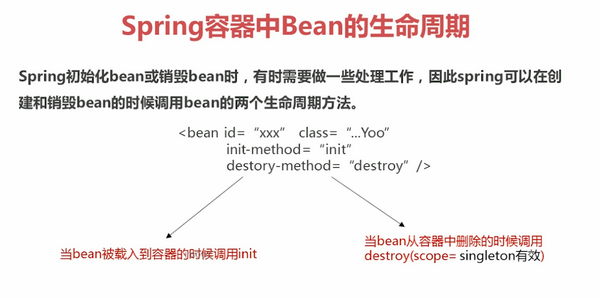 Spring容器中Bean的生命周期
Spring初始化bean或销毁bean时，有时需要做一些处理工作，因此spring可以在创
建和销毁bean的时候调用bean的两个生命周期方法。
<bean id= “xxx” class= “...Yoo”
init-method= “init”
destory-method= “destroy” />
当bean被载入到容器的时候调用init
当bean从容器中删除的时候调用
destroy(scope= singleton有效)